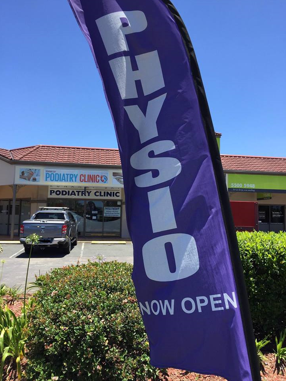 PHYSIO
NOW OPEN
PODIATRY CLINIC
PODIATRY CLINIC